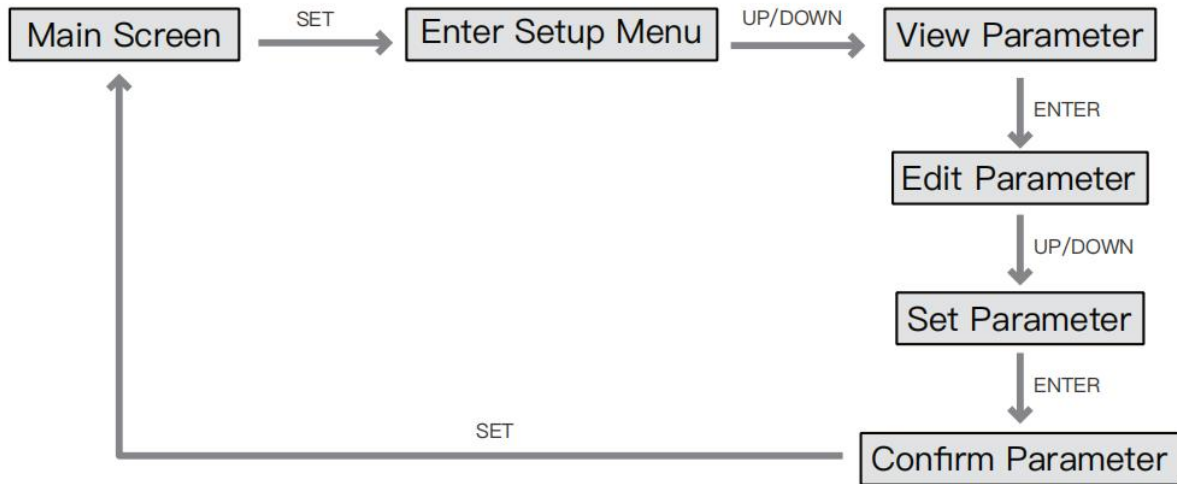 Main Screen
SET
Enter Setup Menu
UP/DOWN
View Parameter
ENTER
Edit Parameter
UP/DOWN
Set Parameter
ENTER
Confirm Parameter
SET